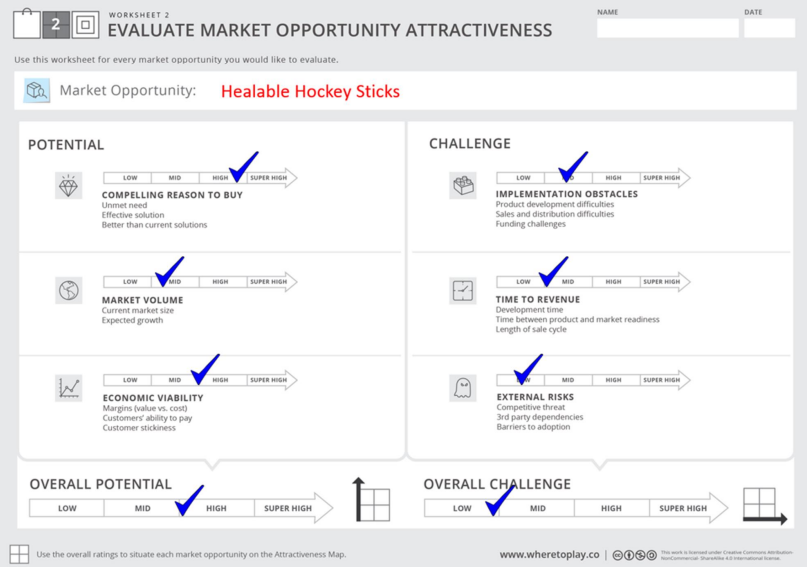 WORKSHEET 2
2
EVALUATE MARKET OPPORTUNITY ATTRACTIVENESS
NAME
DATE
Use this worksheet for every market opportunity you would like to evaluate.
Market Opportunity: Healable Hockey Sticks
POTENTIAL
LOW MID HIGH SUPER HIGH
COMPELLING REASON TO BUY
Unmet need
Effective solution
Better than current solutions
LOW MID HIGH SUPER HIGH
MARKET VOLUME
Current market size
Expected growth
LOW MID HIGH SUPER HIGH
ECONOMIC VIABILITY
Margins (value vs. cost)
Customers' ability to pay
Customer stickiness
OVERALL POTENTIAL
LOW MID HIGH SUPER HIGH
CHALLENGE
LOW HIGH SUPER HIGH
IMPLEMENTATION OBSTACLES
Product development difficulties
Sales and distribution difficulties
Funding challenges
LOW MID HIGH SUPER HIGH
TIME TO REVENUE
Development time
Time between product and market readiness
Length of sale cycle
MID HIGH SUPER HIGH
EXTERNAL RISKS
Competitive threat
3rd party dependencies
Barriers to adoption
OVERALL CHALLENGE
LOW MID HIGH SUPER HIGH
Use the overall ratings to situate each market opportunity on the Attractiveness Map.
www.wheretoplay.co
This work is licensed under Creative Commons Attribution-
NonCommercial- ShareAlike 4.0 International license.